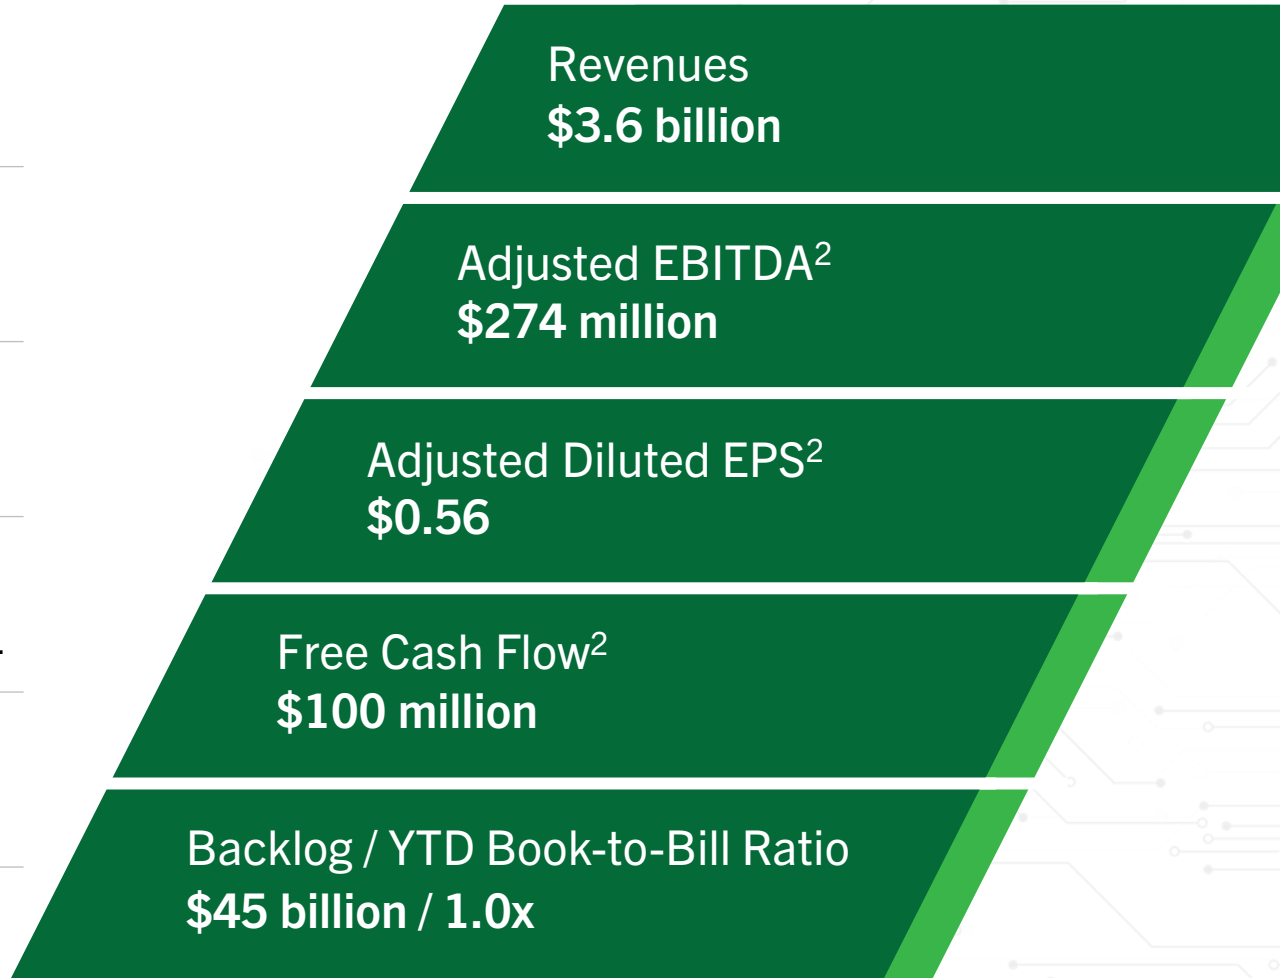 Revenues
$3.6 billion
Adjusted EBITDA2
$274 million
Adjusted Diluted EPS2
$0.56
Free Cash Flow2
$100 million
Backlog / YTD Book-to-Bill Ratio
$45 billion / 1.0x